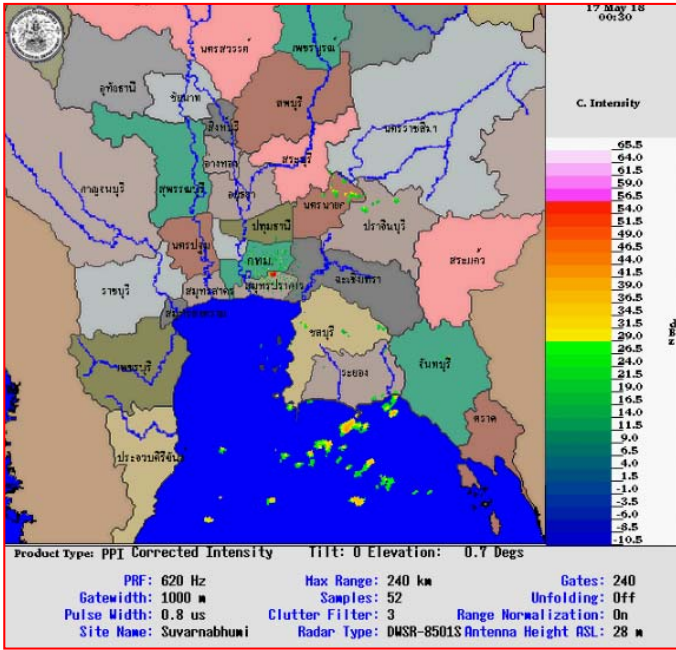 17 May 18
00:30
C. Intensity
นครสวรรค์
เพชรบูรณ์
อุทัยธานี
ชัยนาท
ลพบุรี
นครราชสีมา
สิงห์บุรี
อ่างทอง
สระบุรี
กาญจนบุรี
สุพรรณบุรี
อยุธยา
นครนายก
ปราจีนบุรี
ปทุมธานี
นครปฐม
กทม.
สระแก้ว
ราชบุรี
สมุทรสาคร
สมุทรปราการ
ฉะเชิงเทรา
สมุทรสงคราม
ชลบุรี
เพชรบุรี
ระยอง
จันทบุรี
ตราด
ประจวบคีรีขันธ์
65.5
64.0
61.5
59.0
56.5
54.0
51.5
49.0
46.5
44.0
41.5
39.0
36.5
34.0
31.5
29.0
26.5
24.0
21.5
19.0
16.5
14.0
11.5
9.0
6.5
4.0
1.5
-1.0
-3.5
-6.0
-8.5
-10.5
Product Type: PPI Corrected Intensity Tilt: 0 Elevation: 0.7 Degs
PRF: 620 Hz Max Range: 240 km Gates: 240
Gatewidth: 1000 m Samples: 52 Unfolding: Off
Pulse Width: 0.8 us Clutter Filter: 3 Range Normalization: On
Site Name: Suvarnabhumi Radar Type: DWSR-8501S Antenna Height ASL: 28 m